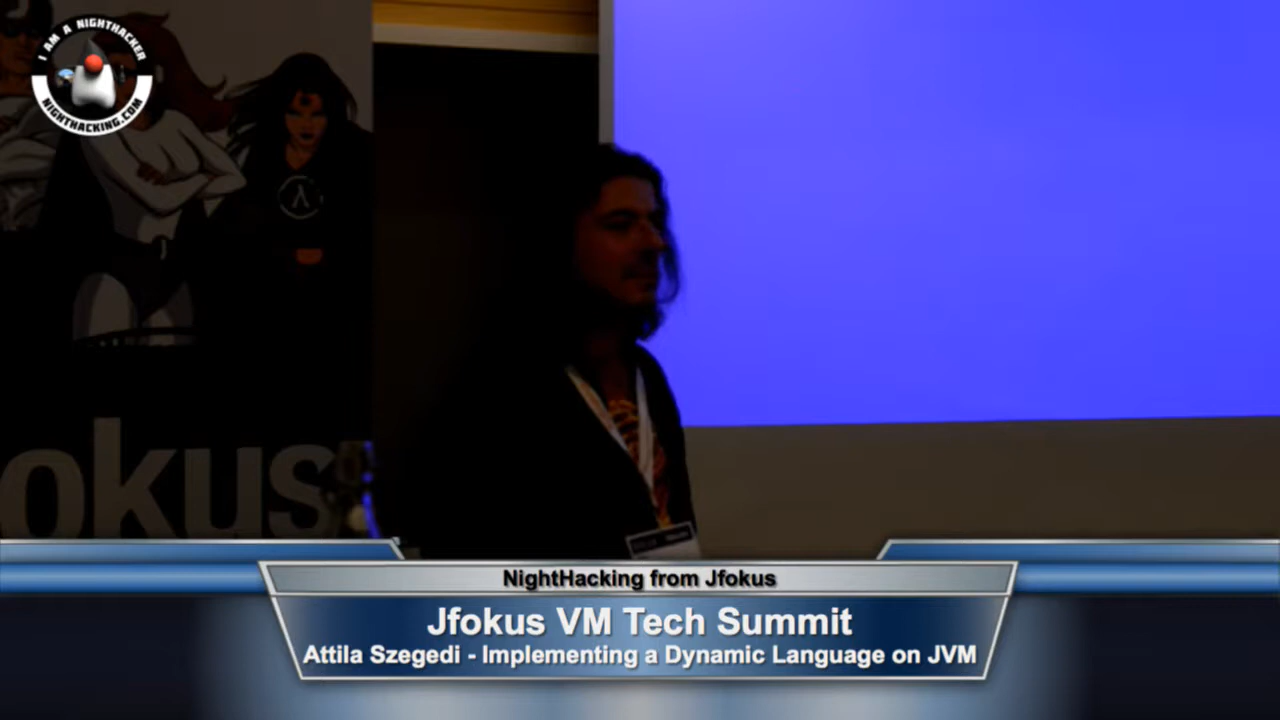 I AM A NIGHTHACKER
NIGHTHACKING.COM
λ
okus
NightHacking from Jfokus
Jfokus VM Tech Summit
Attila Szegedi - Implementing a Dynamic Language on JVM